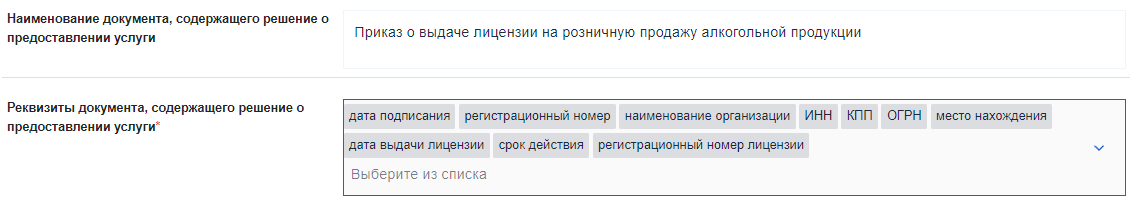 Наименование документа, содержащего решение о
предоставлении услуги
Приказ о выдаче лицензии на розничную продажу алкогольной продукции
Реквизиты документа, содержащего решение о
предоставлении услуги*
дата подписания регистрационный номер наименование организации ИНН КПП ОГРН место нахождения
дата выдачи лицензии срок действия регистрационный номер лицензии
Выберите из списка